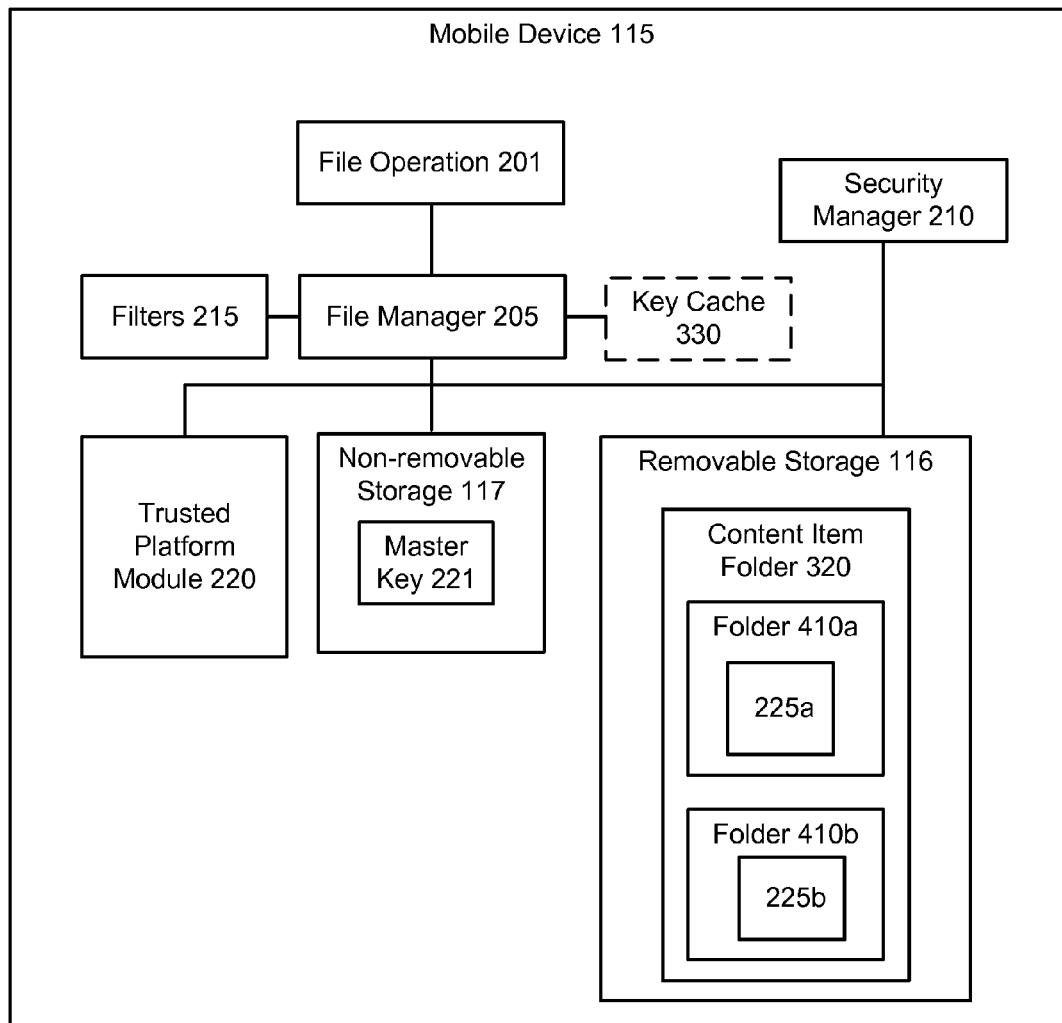 Mobile Device 115
File Operation 201
Security
Manager 210
Filters 215
File Manager 205
Key Cache
330
Trusted
Platform
Module 220
Non-removable
Storage 117
Master
Key 221
Removable Storage 116
Content Item
Folder 320
Folder 410a
225a
Folder 410b
225b